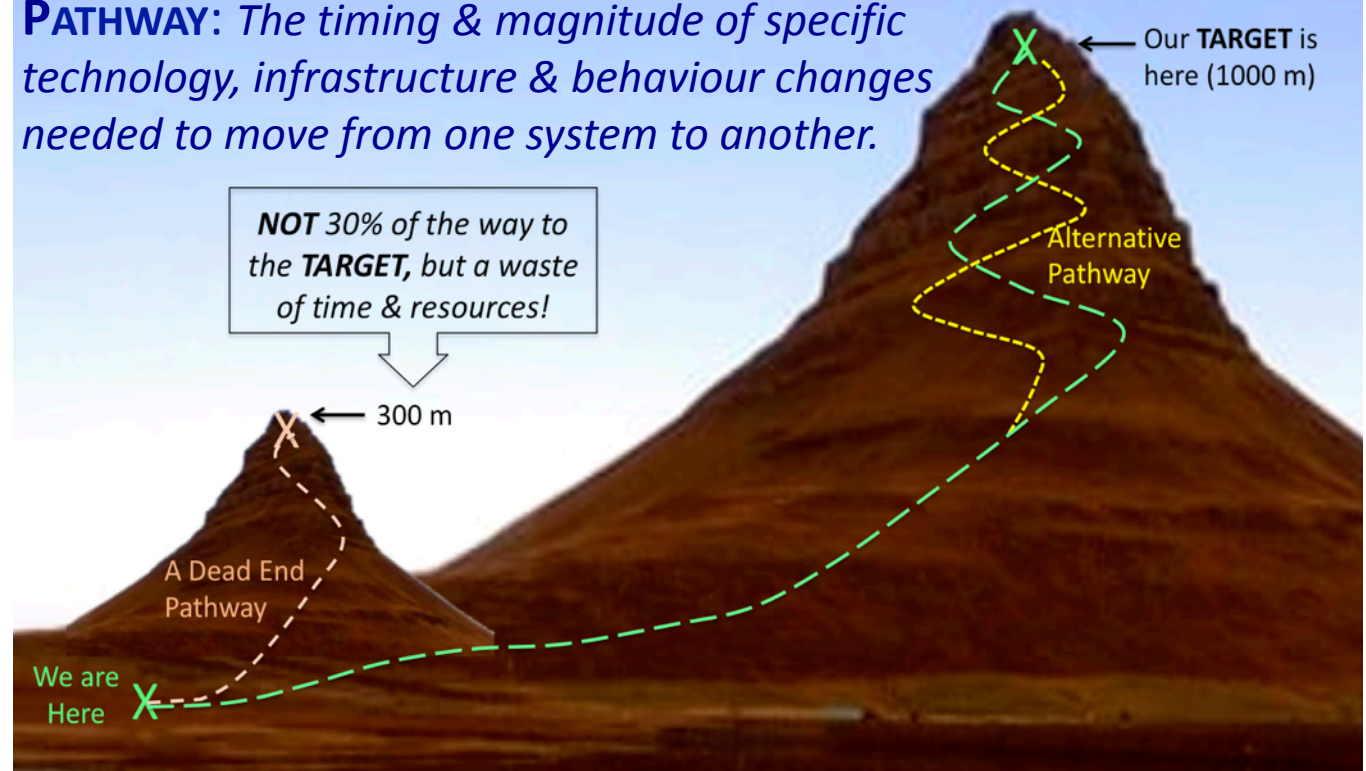 PATHWAY: The timing & magnitude of specific
technology, infrastructure & behaviour changes
needed to move from one system to another.
Our TARGET is
here (1000 m)
NOT 30% of the way to
the TARGET, but a waste
of time & resources!
Alternative
Pathway
300 m
A Dead End
Pathway
We are
Here